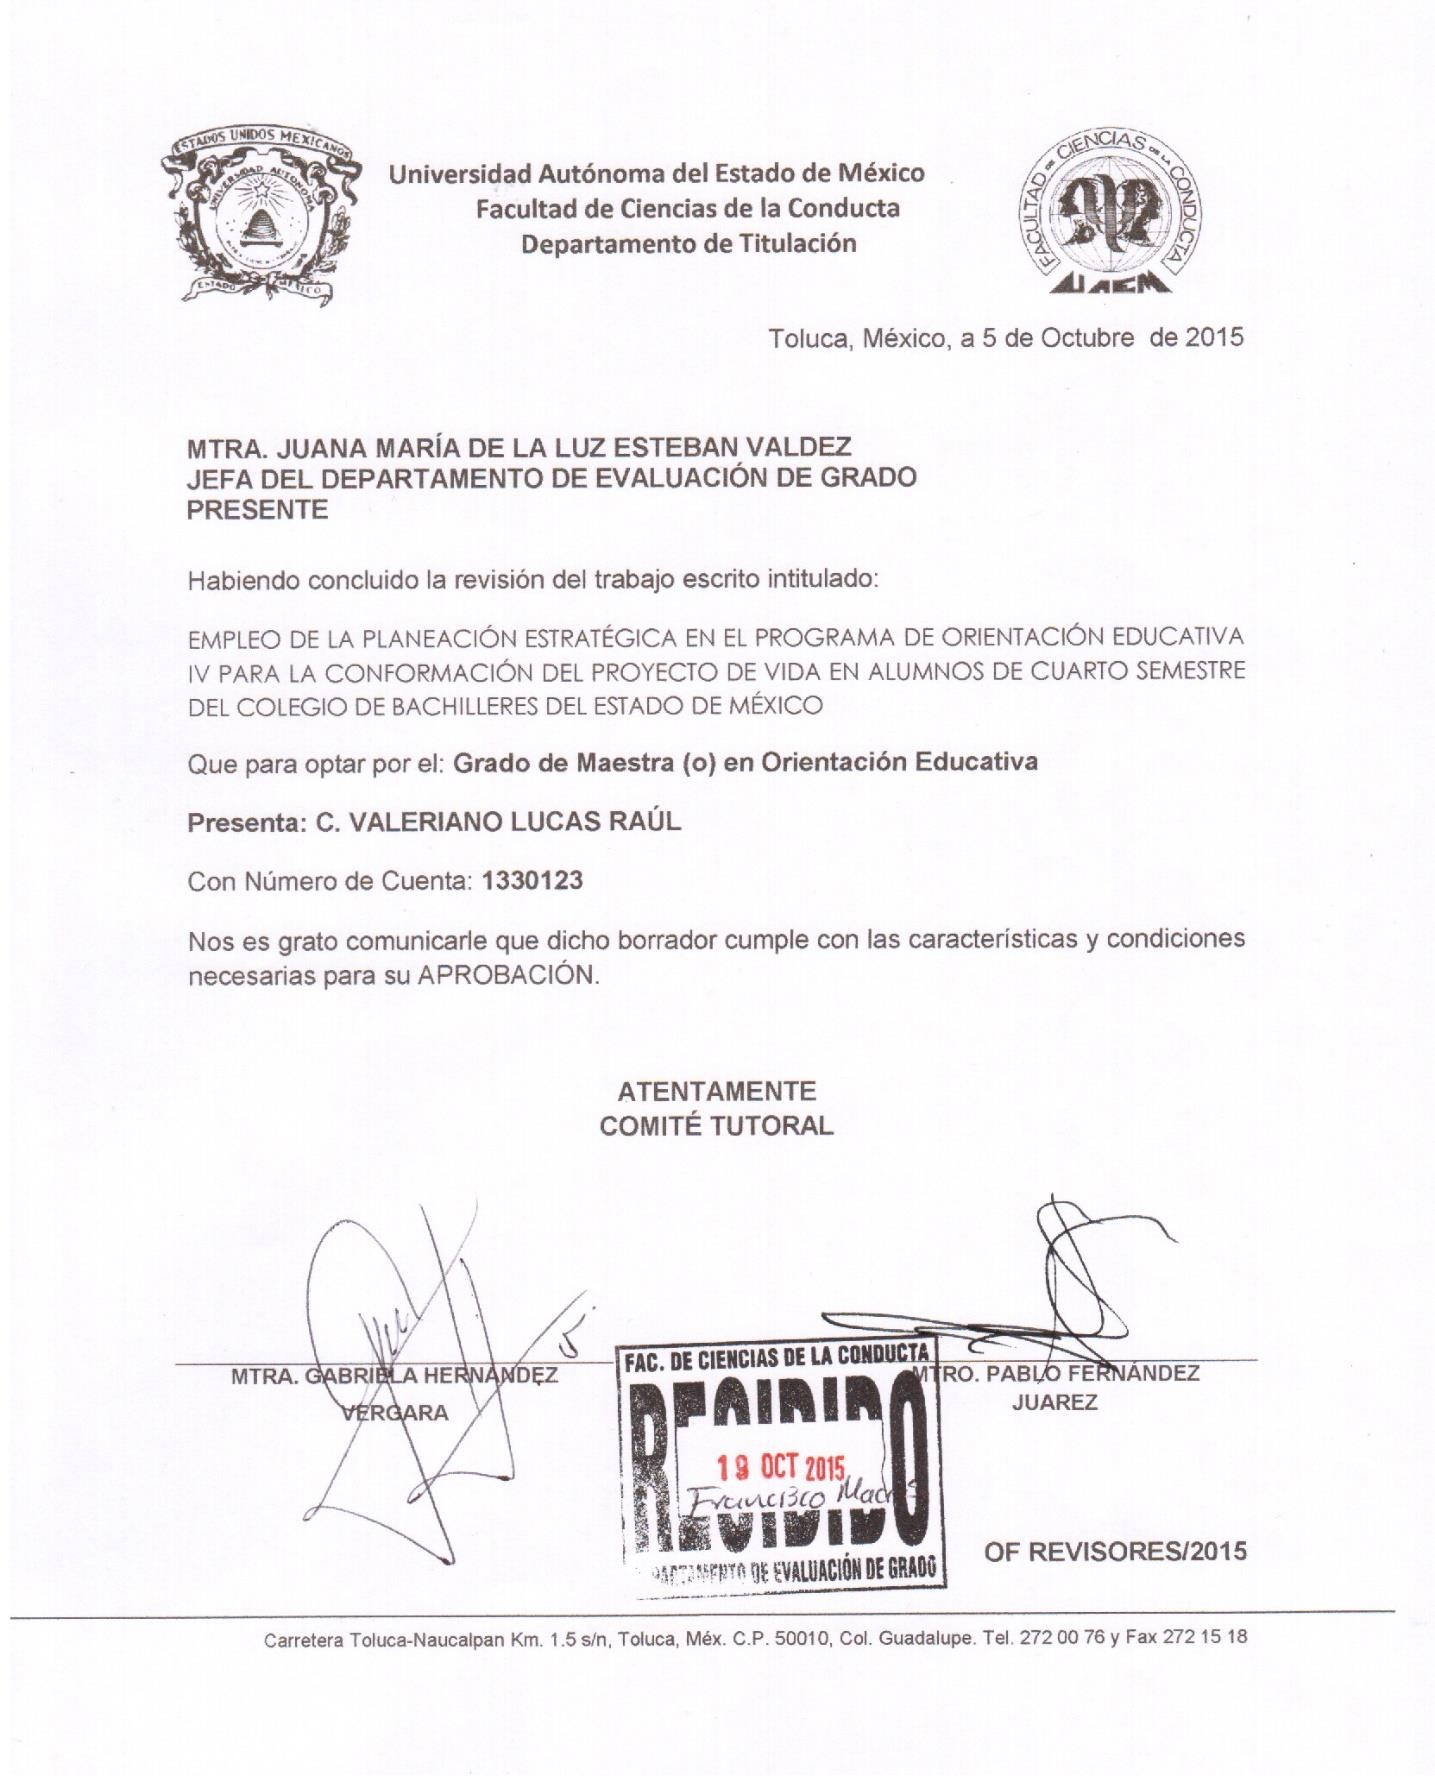 ESTADOS UNIDOS MEXICANOS
UNIVERSIDAD AUTONOMA
ESTADO MEXICO
Universidad Autónoma del Estado de México
Facultad de Ciencias de la Conducta
Departamento de Titulación
FACULTAD DE CIENCIAS DE LA CONDUCTA
UAEM
Toluca, México, a 5 de Octubre de 2015
MTRA. JUANA MARÍA DE LA LUZ ESTEBAN VALDEZ
JEFA DEL DEPARTAMENTO DE EVALUACIÓN DE GRADO
PRESENTE
Habiendo concluido la revisión del trabajo escrito intitulado:
EMPLEO DE LA PLANEACIÓN ESTRATÉGICA EN EL PROGRAMA DE ORIENTACIÓN EDUCATIVA
IV PARA LA CONFORMACIÓN DEL PROYECTO DE VIDA EN ALUMNOS DE CUARTO SEMESTRE
DEL COLEGIO DE BACHILLERES DEL ESTADO DE MÉXICO
Que para optar por el: Grado de Maestra (o) en Orientación Educativa
Presenta: C. VALERIANO LUCAS RAÚL
Con Número de Cuenta: 1330123
Nos es grato comunicarle que dicho borrador cumple con las características y condiciones
necesarias para su APROBACIÓN.
ATENTAMENTE
COMITÉ TUTORAL
MTRA. GABRIELA HERNÁNDEZ
VERGARA
MTRO. PABLO FERNÁNDEZ
JUAREZ
FAC. DE CIENCIAS DE LA CONDUCTA
RECIBIDO
19 OCT 2015
Francisco
DE EVALUACIÓN DE GRADO
OF REVISORES/2015
Carretera Toluca-Naucalpan Km. 1.5 s/n, Toluca, Méx. C.P. 50010, Col. Guadalupe. Tel. 272 00 76 y Fax 272 15 18